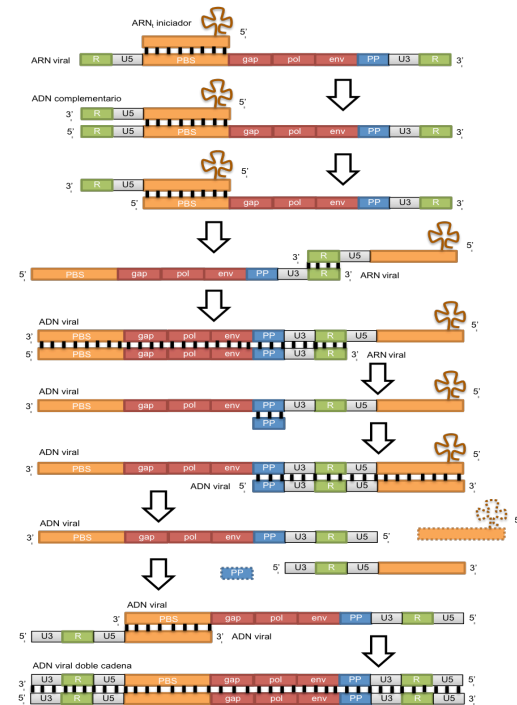 ARNt iniciador
5'
ARN viral R U5 PBS gap pol env PP U3 R 3'
ADN complementario
5'
3' R U5
5' R U5 PBS gap pol env PP U3 R 3'
5'
3' R U5
5' PBS gap pol env PP U3 R 3'
5'
3' R U5
5' PBS gap pol env PP U3 R 3' ARN viral
ADN viral
5'
3' PBS gap pol env PP U3 R U5
5' PBS gap pol env PP U3 R 3' ARN viral
ADN viral
5'
3' PBS gap pol env PP U3 R U5
PP
ADN viral
5'
3' PBS gap pol env PP U3 R U5
ADN viral 5' PP U3 R U5 3'
ADN viral
5'
3' PBS gap pol env PP U3 R U5 5'
PP
5' U3 R U5 3'
ADN viral
3' PBS gap pol env PP U3 R U5 5'
5' U3 R U5 3' ADN viral
ADN viral doble cadena
3' U3 R U5 PBS gap pol env PP U3 R U5 5'
5' U3 R U5 PBS gap pol env PP U3 R U5 3'